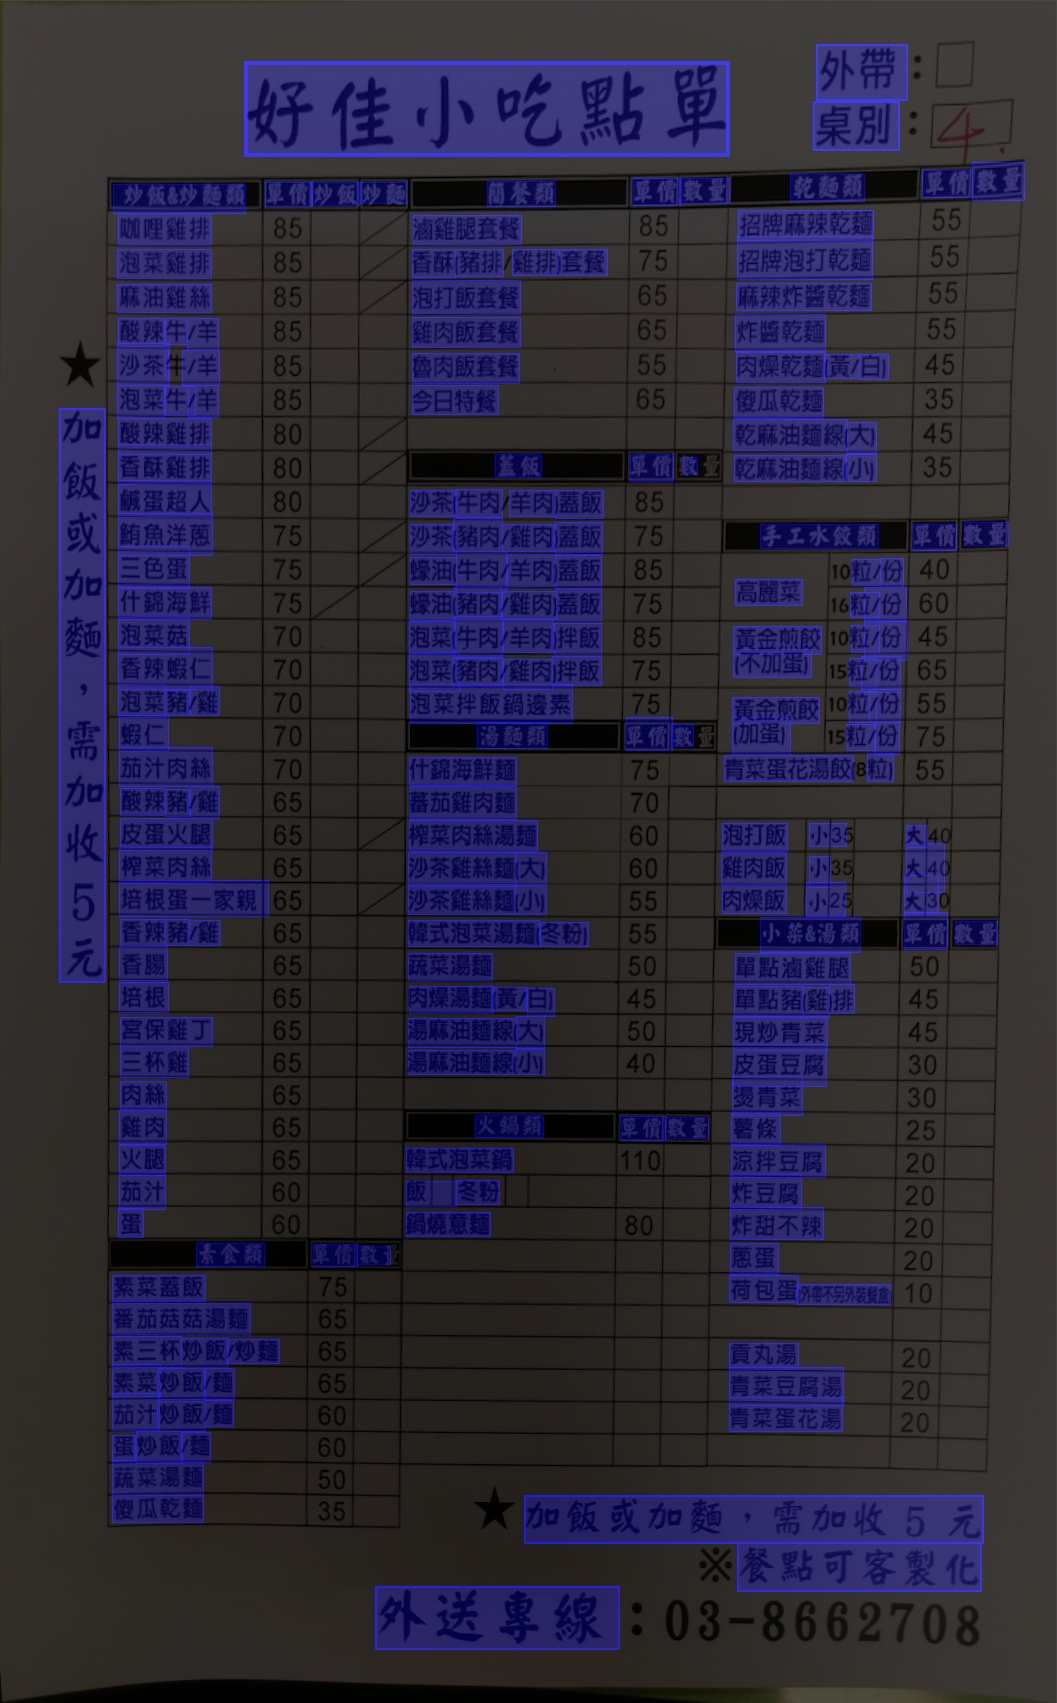 好佳小吃點單
外帶：
桌別：4.
★加飯或加麵，需加收5元
炒飯&炒麵類 單價 炒飯 炒麵
咖哩雞排 85
泡菜雞排 85
麻油雞絲 85
酸辣牛/羊 85
沙茶牛/羊 85
泡菜牛/羊 85
酸辣雞排 80
香酥雞排 80
鹹蛋超人 80
鮪魚洋蔥 75
三色蛋 75
什錦海鮮 75
泡菜菇 70
香辣蝦仁 70
泡菜豬/雞 70
蝦仁 70
茄汁肉絲 70
酸辣豬/雞 65
皮蛋火腿 65
榨菜肉絲 65
培根蛋一家親 65
香辣豬/雞 65
香腸 65
培根 65
宮保雞丁 65
三杯雞 65
肉絲 65
雞肉 65
火腿 65
茄汁 60
蛋 60
素食類 單價 數量
素菜蓋飯 75
番茄菇菇湯麵 65
素三杯炒飯/炒麵 65
素菜炒飯/麵 65
茄汁炒飯/麵 60
蛋炒飯/麵 60
蔬菜湯麵 50
傻瓜乾麵 35
簡餐類 單價 數量
滷雞腿套餐 85
香酥(豬排/雞排)套餐 75
泡打飯套餐 65
雞肉飯套餐 65
魯肉飯套餐 55
今日特餐 65
蓋飯 單價 數量
沙茶(牛肉/羊肉)蓋飯 85
沙茶(豬肉/雞肉)蓋飯 75
蠔油(牛肉/羊肉)蓋飯 85
蠔油(豬肉/雞肉)蓋飯 75
泡菜(牛肉/羊肉)拌飯 85
泡菜(豬肉/雞肉)拌飯 75
泡菜拌飯鍋邊素 75
湯麵類 單價 數量
什錦海鮮麵 75
蕃茄雞肉麵 70
榨菜肉絲湯麵 60
沙茶雞絲麵(大) 60
沙茶雞絲麵(小) 55
韓式泡菜湯麵(冬粉) 55
蔬菜湯麵 50
肉燥湯麵(黃/白) 45
湯麻油麵線(大) 50
湯麻油麵線(小) 40
火鍋類 單價 數量
韓式泡菜鍋 110
飯 冬粉
鍋燒意麵 80
乾麵類 單價 數量
招牌麻辣乾麵 55
招牌泡打乾麵 55
麻辣炸醬乾麵 55
炸醬乾麵 55
肉燥乾麵(黃/白) 45
傻瓜乾麵 35
乾麻油麵線(大) 45
乾麻油麵線(小) 35
手工水餃類 單價 數量
高麗菜 10粒/份 40
16粒/份 60
黃金煎餃(不加蛋) 10粒/份 45
15粒/份 65
黃金煎餃(加蛋) 10粒/份 55
15粒/份 75
青菜蛋花湯餃(8粒) 55
泡打飯 小35 大40
雞肉飯 小35 大40
肉燥飯 小25 大30
小菜&湯類 單價 數量
單點滷雞腿 50
單點豬(雞)排 45
現炒青菜 45
皮蛋豆腐 30
燙青菜 30
薯條 25
涼拌豆腐 20
炸豆腐 20
炸甜不辣 20
蔥蛋 20
荷包蛋(外帶不另外裝餐盒) 10
貢丸湯 20
青菜豆腐湯 20
青菜蛋花湯 20
★加飯或加麵，需加收5元
※餐點可客製化
外送專線：03-8662708